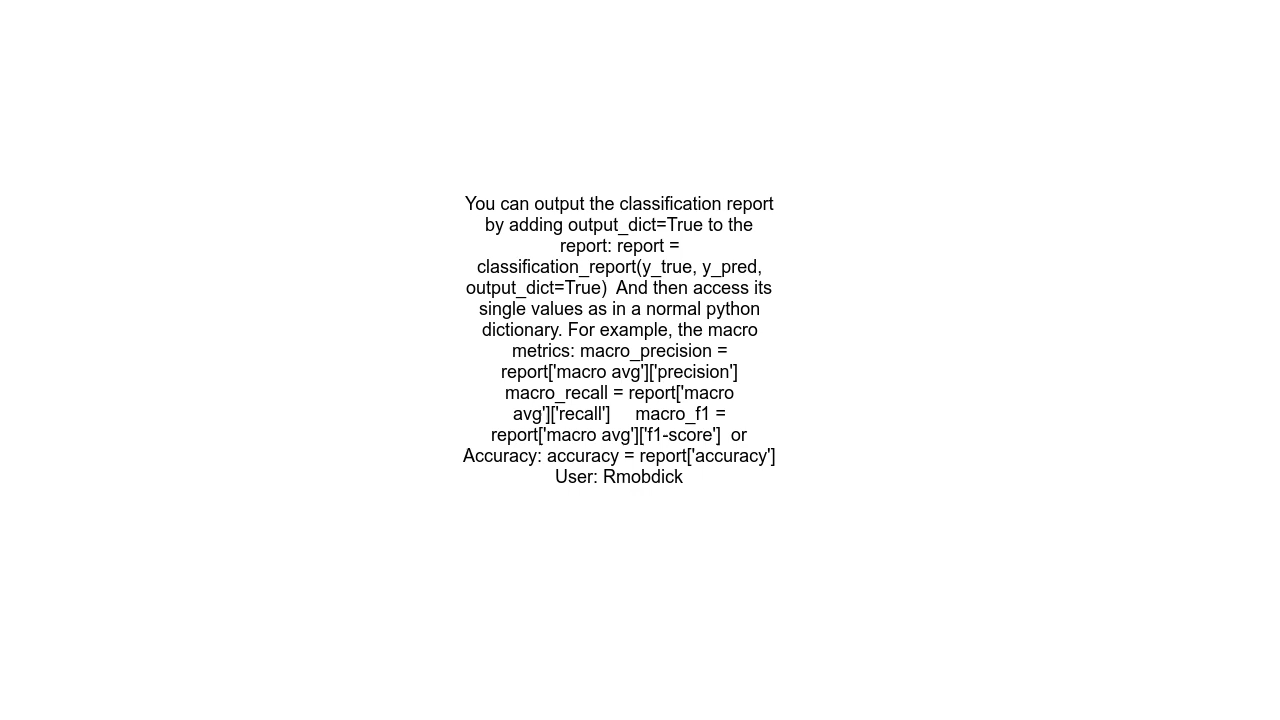 You can output the classification report
by adding output_dict=True to the
report: report =
classification_report(y_true, y_pred,
output_dict=True)  And then access its
single values as in a normal python
dictionary. For example, the macro
metrics: macro_precision =
report['macro avg']['precision']
macro_recall = report['macro
avg']['recall']     macro_f1 =
report['macro avg']['f1-score']  or
Accuracy: accuracy = report['accuracy']
User: Rmobdick